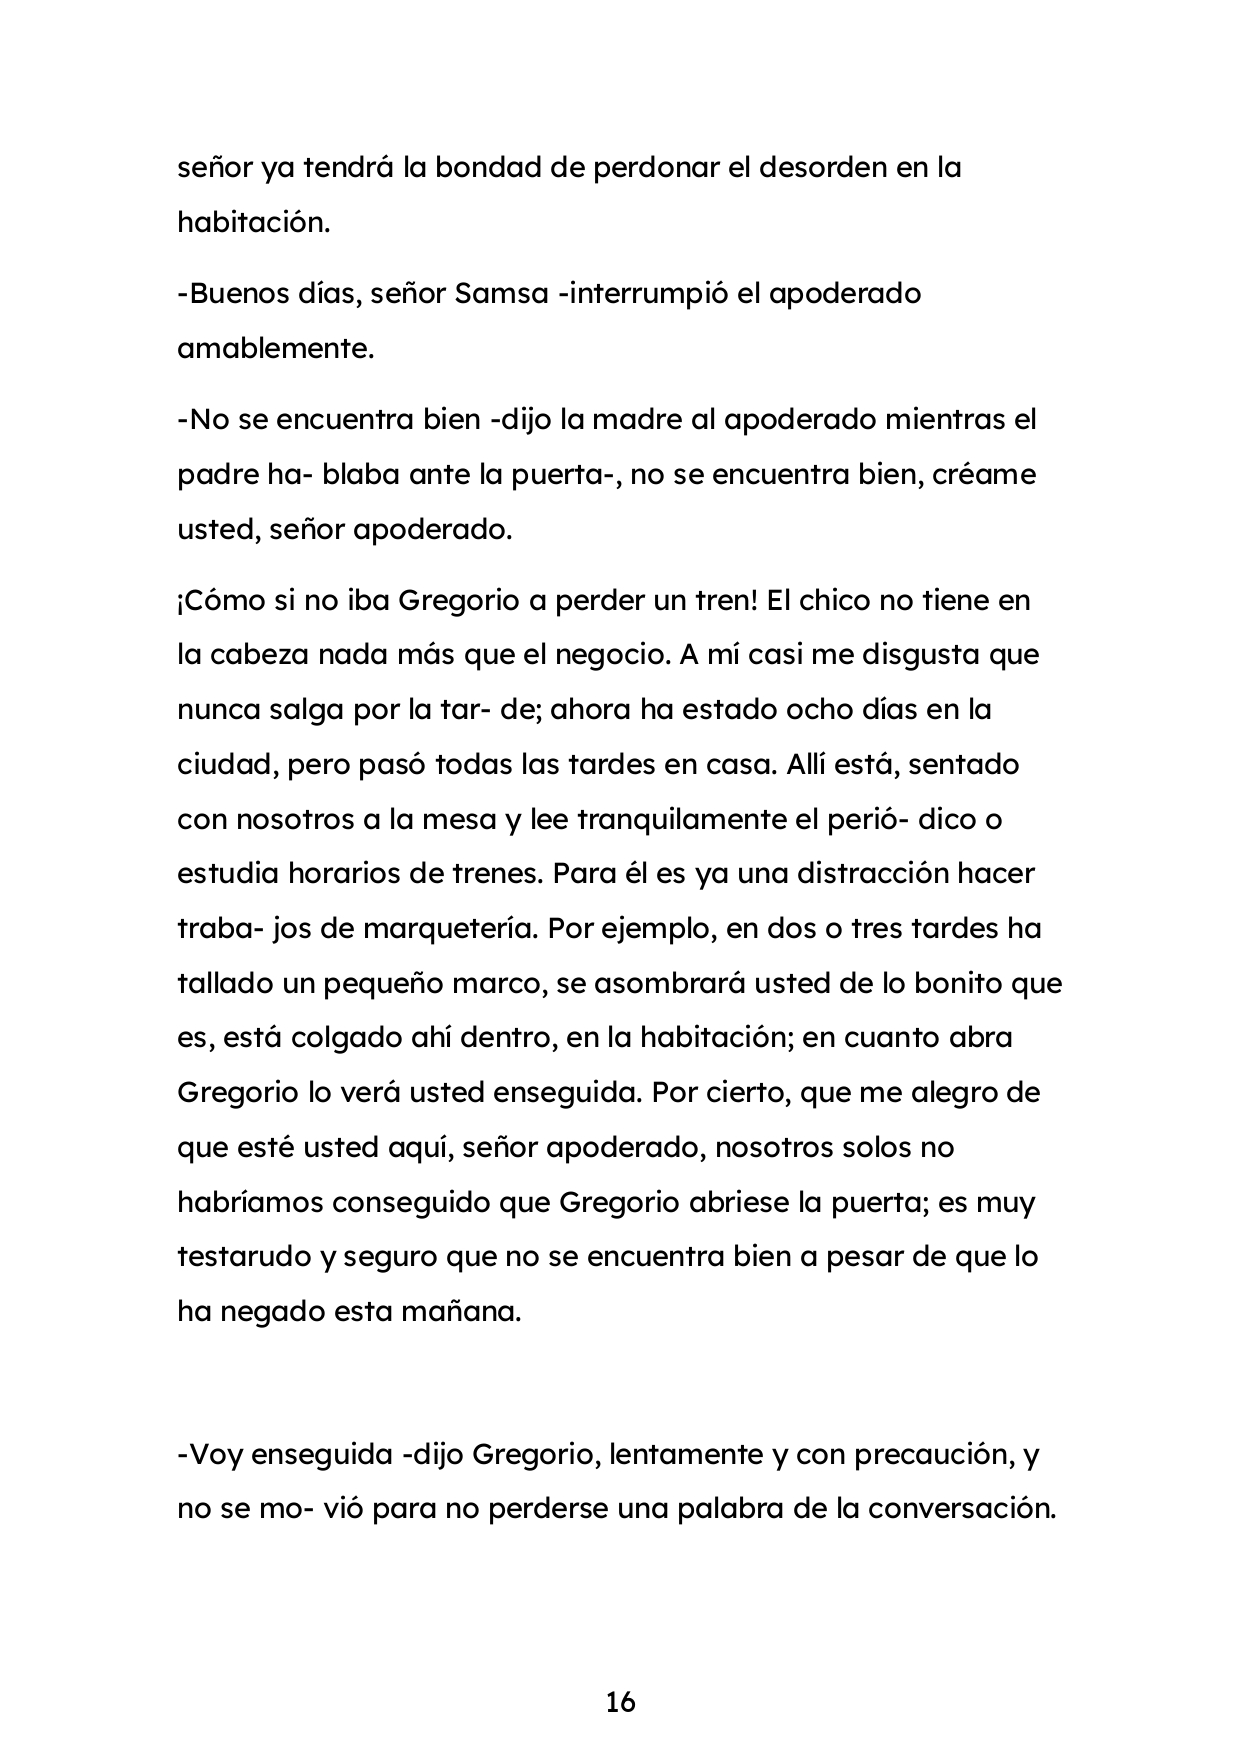 señor ya tendrá la bondad de perdonar el desorden en la
habitación.
-Buenos días, señor Samsa -interrumpió el apoderado
amablemente.
-No se encuentra bien -dijo la madre al apoderado mientras el
padre ha- blaba ante la puerta-, no se encuentra bien, créame
usted, señor apoderado.
¡Cómo si no iba Gregorio a perder un tren! El chico no tiene en
la cabeza nada más que el negocio. A mí casi me disgusta que
nunca salga por la tar- de; ahora ha estado ocho días en la
ciudad, pero pasó todas las tardes en casa. Allí está, sentado
con nosotros a la mesa y lee tranquilamente el perió- dico o
estudia horarios de trenes. Para él es ya una distracción hacer
traba- jos de marquetería. Por ejemplo, en dos o tres tardes ha
tallado un pequeño marco, se asombrará usted de lo bonito que
es, está colgado ahí dentro, en la habitación; en cuanto abra
Gregorio lo verá usted enseguida. Por cierto, que me alegro de
que esté usted aquí, señor apoderado, nosotros solos no
habríamos conseguido que Gregorio abriese la puerta; es muy
testarudo y seguro que no se encuentra bien a pesar de que lo
ha negado esta mañana.
-Voy enseguida -dijo Gregorio, lentamente y con precaución, y
no se mo- vió para no perderse una palabra de la conversación.
16